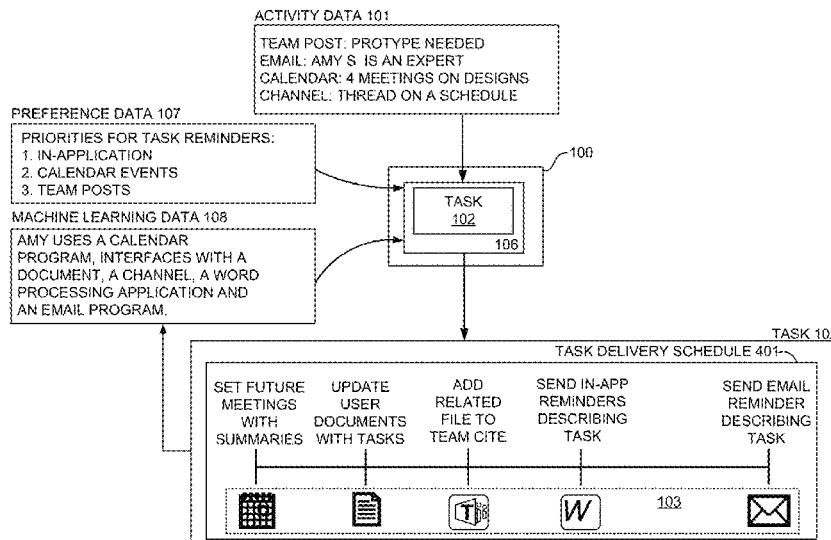 ACTIVITY DATA 101
TEAM POST: PROTYPE NEEDED
EMAIL: AMY S IS AN EXPERT
CALENDAR: 4 MEETINGS ON DESIGNS
CHANNEL: THREAD ON A SCHEDULE
PREFERENCE DATA 107
PRIORITIES FOR TASK REMINDERS:
1. IN-APPLICATION
2. CALENDAR EVENTS
3. TEAM POSTS
100
TASK
102
106
MACHINE LEARNING DATA 108
AMY USES A CALENDAR
PROGRAM, INTERFACES WITH A
DOCUMENT, A CHANNEL, A WORD
PROCESSING APPLICATION AND
AN EMAIL PROGRAM.
TASK 10
TASK DELIVERY SCHEDULE 401
SET FUTURE
MEETINGS
WITH
SUMMARIES
UPDATE
USER
DOCUMENTS
WITH TASKS
ADD
RELATED
FILE TO
TEAM CITE
SEND IN-APP
REMINDERS
DESCRIBING
TASK
SEND EMAIL
REMINDER
DESCRIBING
TASK
T
W
103